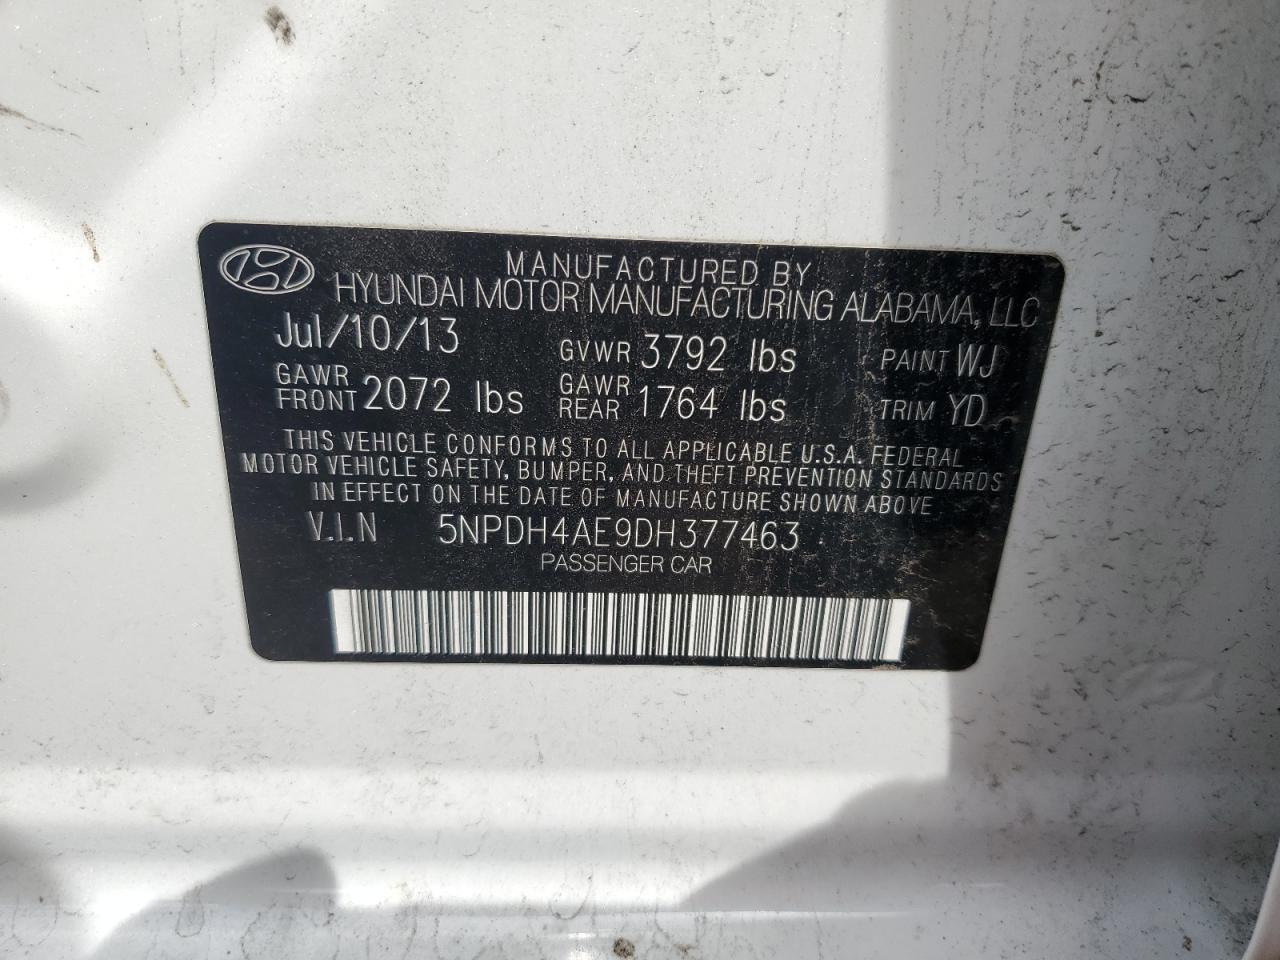 MANUFACTURED BY
HYUNDAI MOTOR MANUFACTURING ALABAMA, LLC
Jul/10/13 GVWR 3792 lbs PAINT WJ
GAWR FRONT 2072 lbs GAWR REAR 1764 lbs TRIM YD
THIS VEHICLE CONFORMS TO ALL APPLICABLE U.S.A. FEDERAL
MOTOR VEHICLE SAFETY, BUMPER, AND THEFT PREVENTION STANDARDS
IN EFFECT ON THE DATE OF MANUFACTURE SHOWN ABOVE
V.I.N 5NPDH4AE9DH377463
PASSENGER CAR